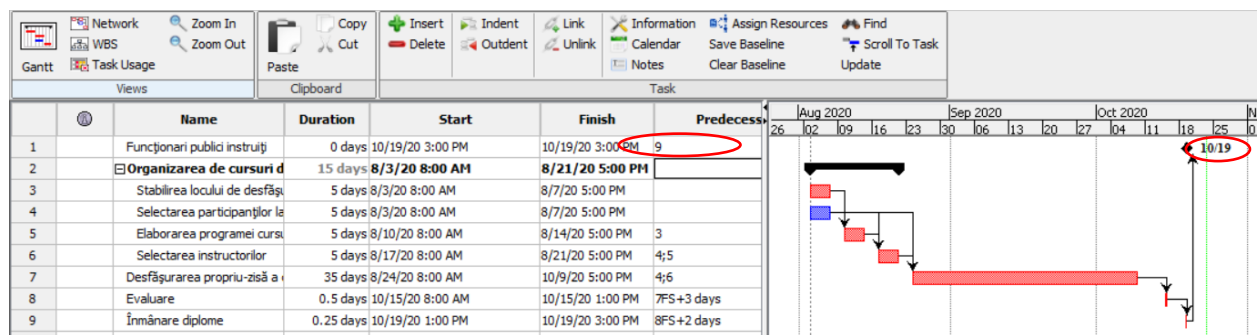 Network Zoom In Copy Insert Indent Link Information Assign Resources Find
WBS Zoom Out Cut Delete Outdent Unlink Calendar Save Baseline Scroll To Task
Gantt Task Usage Paste Notes Clear Baseline Update
Views Clipboard Task
Name Duration Start Finish Predecess
Aug 2020 Sep 2020 Oct 2020 N
26 02 09 16 23 30 06 13 20 27 04 11 18 25 0
1 Funcționari publici instruiți 0 days 10/19/20 3:00 PM 10/19/20 3:00 PM 9 10/19
2 Organizarea de cursuri d 15 days 8/3/20 8:00 AM 8/21/20 5:00 PM
3 Stabilirea locului de desfășu 5 days 8/3/20 8:00 AM 8/7/20 5:00 PM
4 Selectarea participanților la 5 days 8/3/20 8:00 AM 8/7/20 5:00 PM
5 Elaborarea programei cursu 5 days 8/10/20 8:00 AM 8/14/20 5:00 PM 3
6 Selectarea instructorilor 5 days 8/17/20 8:00 AM 8/21/20 5:00 PM 4;5
7 Desfășurarea propriu-zisă a 35 days 8/24/20 8:00 AM 10/9/20 5:00 PM 4;6
8 Evaluare 0.5 days 10/15/20 8:00 AM 10/15/20 1:00 PM 7FS+3 days
9 Înmânare diplome 0.25 days 10/19/20 1:00 PM 10/19/20 3:00 PM 8FS+2 days